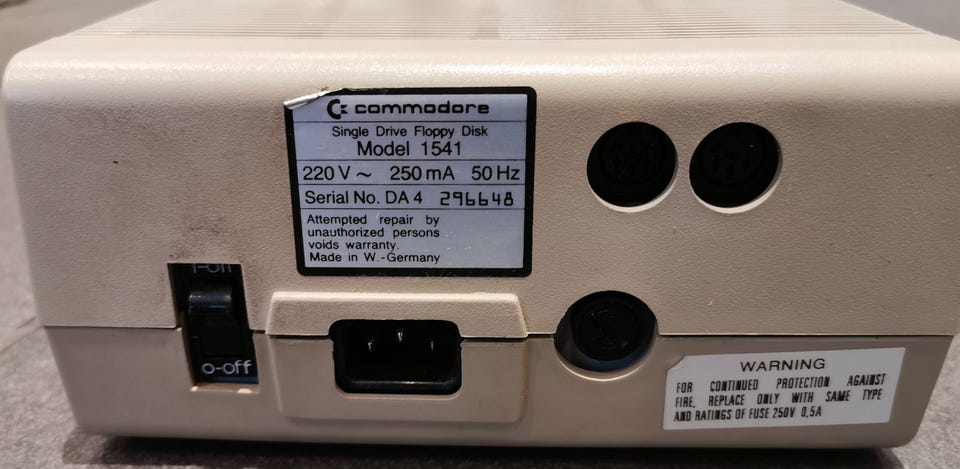 commodore
Single Drive Floppy Disk
Model 1541
220 V ~ 250 mA 50 Hz
Serial No. DA 4 296648
Attempted repair by
unauthorized persons
voids warranty.
Made in W.-Germany
o-off
WARNING
FOR CONTINUED PROTECTION AGAINST
FIRE, REPLACE ONLY WITH SAME TYPE
AND RATINGS OF FUSE 250V 0,5A